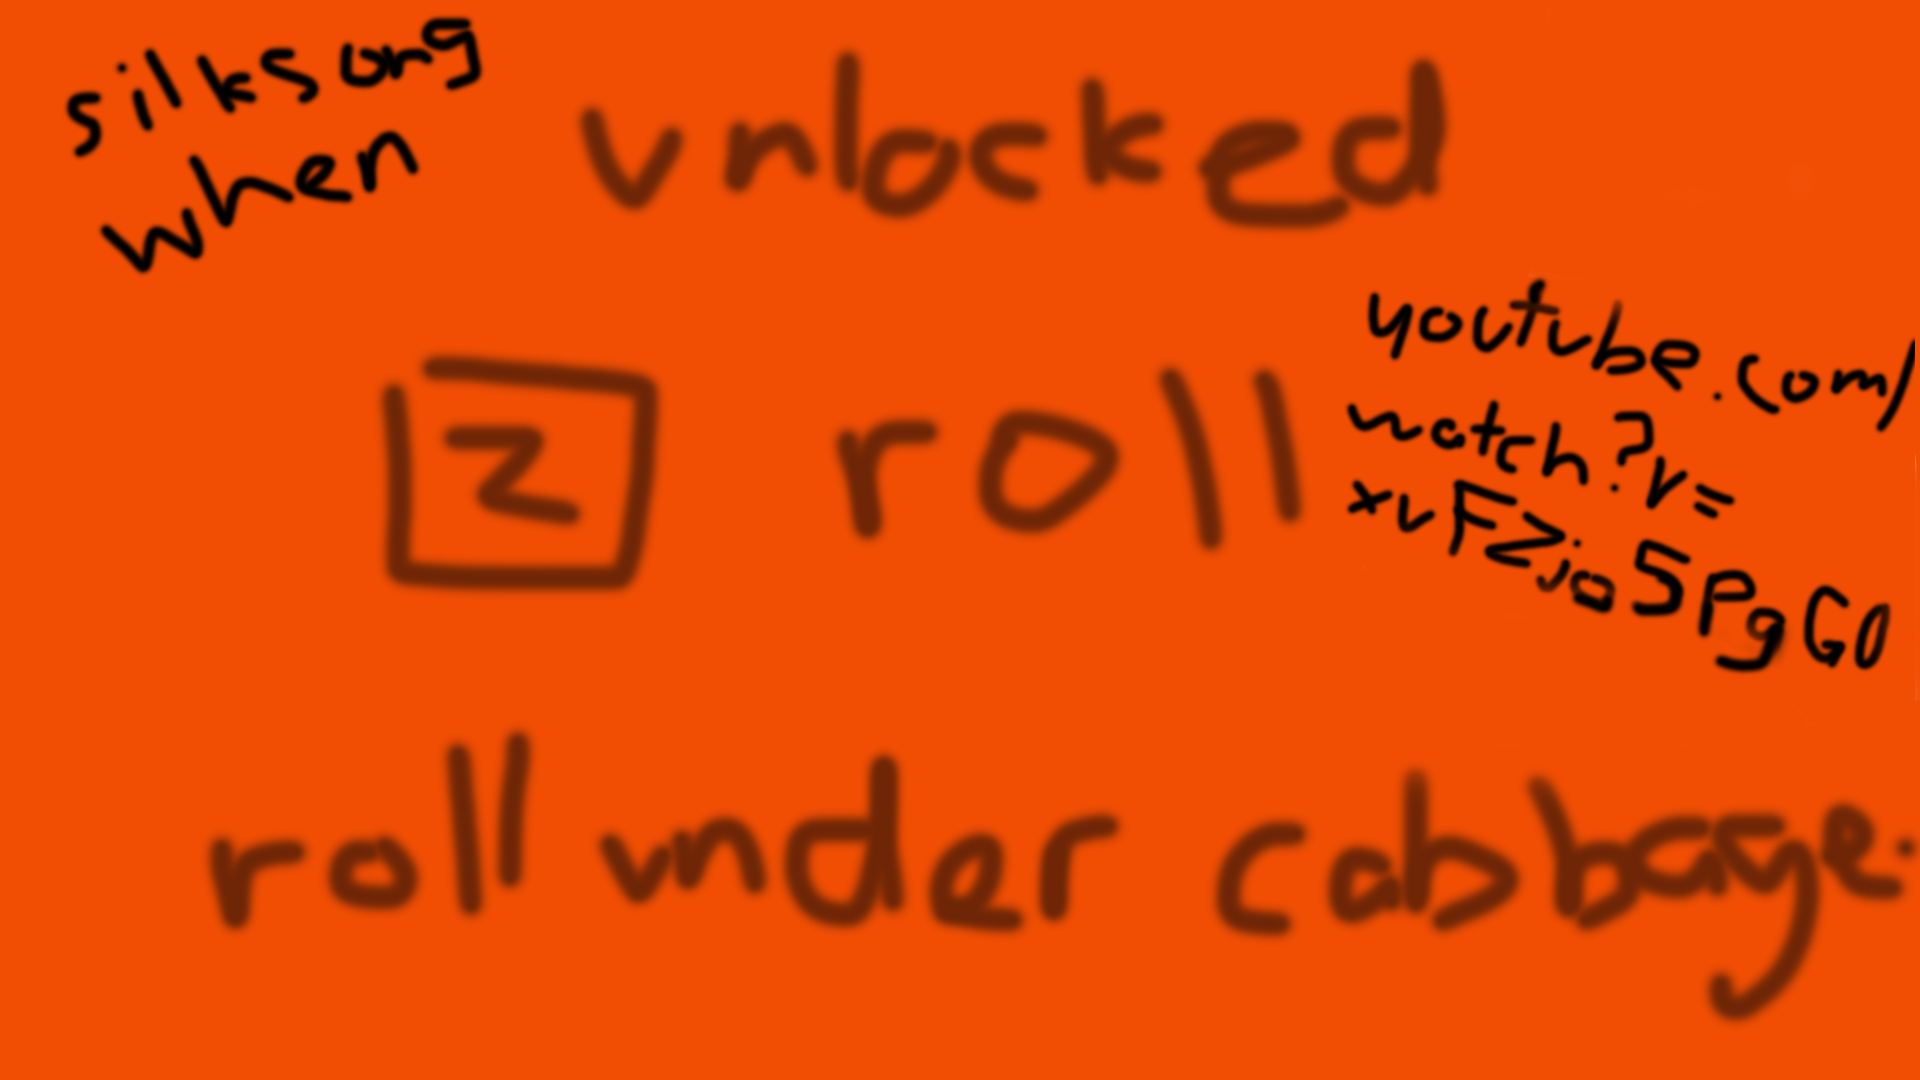 silksong
when
unlocked
Z roll
youtube.com/
watch?v=
xvFZjo5PgG0
roll under cabbage.